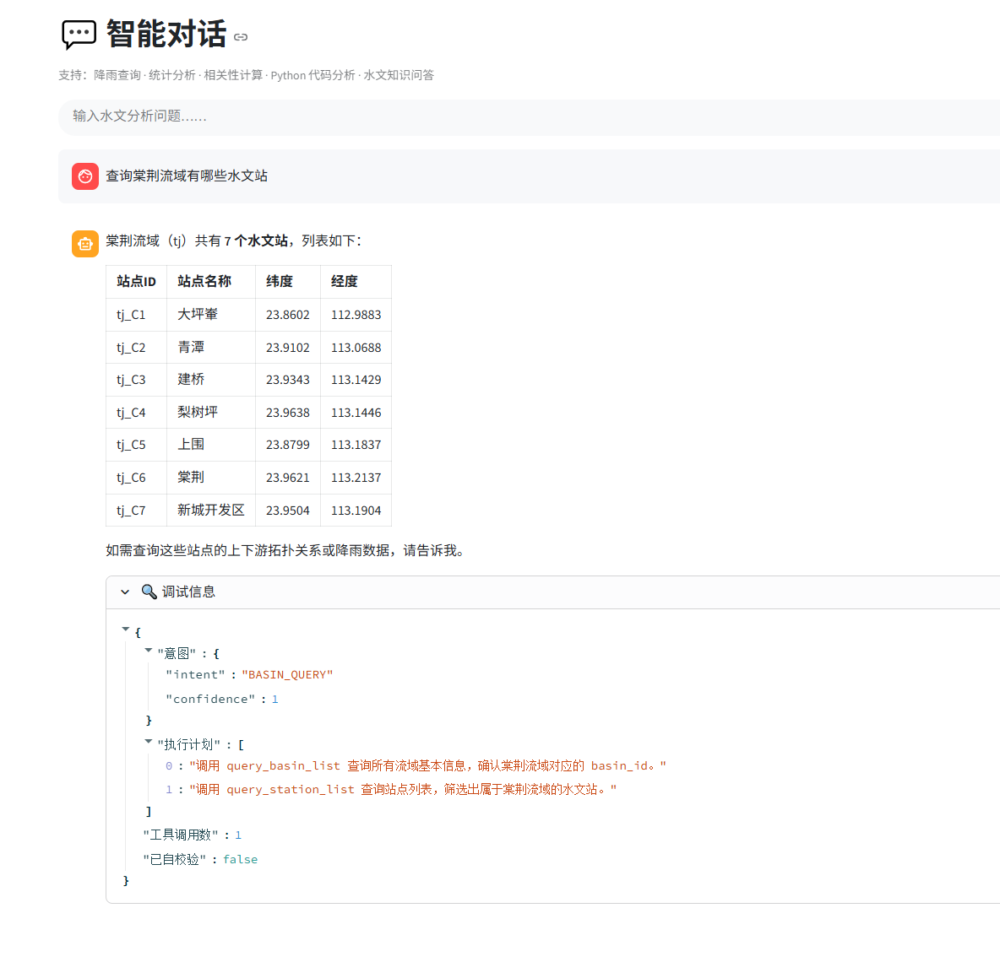 智能对话
支持：降雨查询 · 统计分析 · 相关性计算 · Python 代码分析 · 水文知识问答
输入水文分析问题……
查询棠荆流域有哪些水文站
棠荆流域（tj）共有 7 个水文站，列表如下：
站点ID 站点名称 纬度 经度
tj_C1 大坪輋 23.8602 112.9883
tj_C2 青潭 23.9102 113.0688
tj_C3 建桥 23.9343 113.1429
tj_C4 梨树坪 23.9638 113.1446
tj_C5 上围 23.8799 113.1837
tj_C6 棠荆 23.9621 113.2137
tj_C7 新城开发区 23.9504 113.1904
如需查询这些站点的上下游拓扑关系或降雨数据，请告诉我。
调试信息
{
"意图" : {
"intent" : "BASIN_QUERY"
"confidence" : 1
}
"执行计划" : [
0 : "调用 query_basin_list 查询所有流域基本信息，确认棠荆流域对应的 basin_id。"
1 : "调用 query_station_list 查询站点列表，筛选出属于棠荆流域的水文站。"
]
"工具调用数" : 1
"已自校验" : false
}